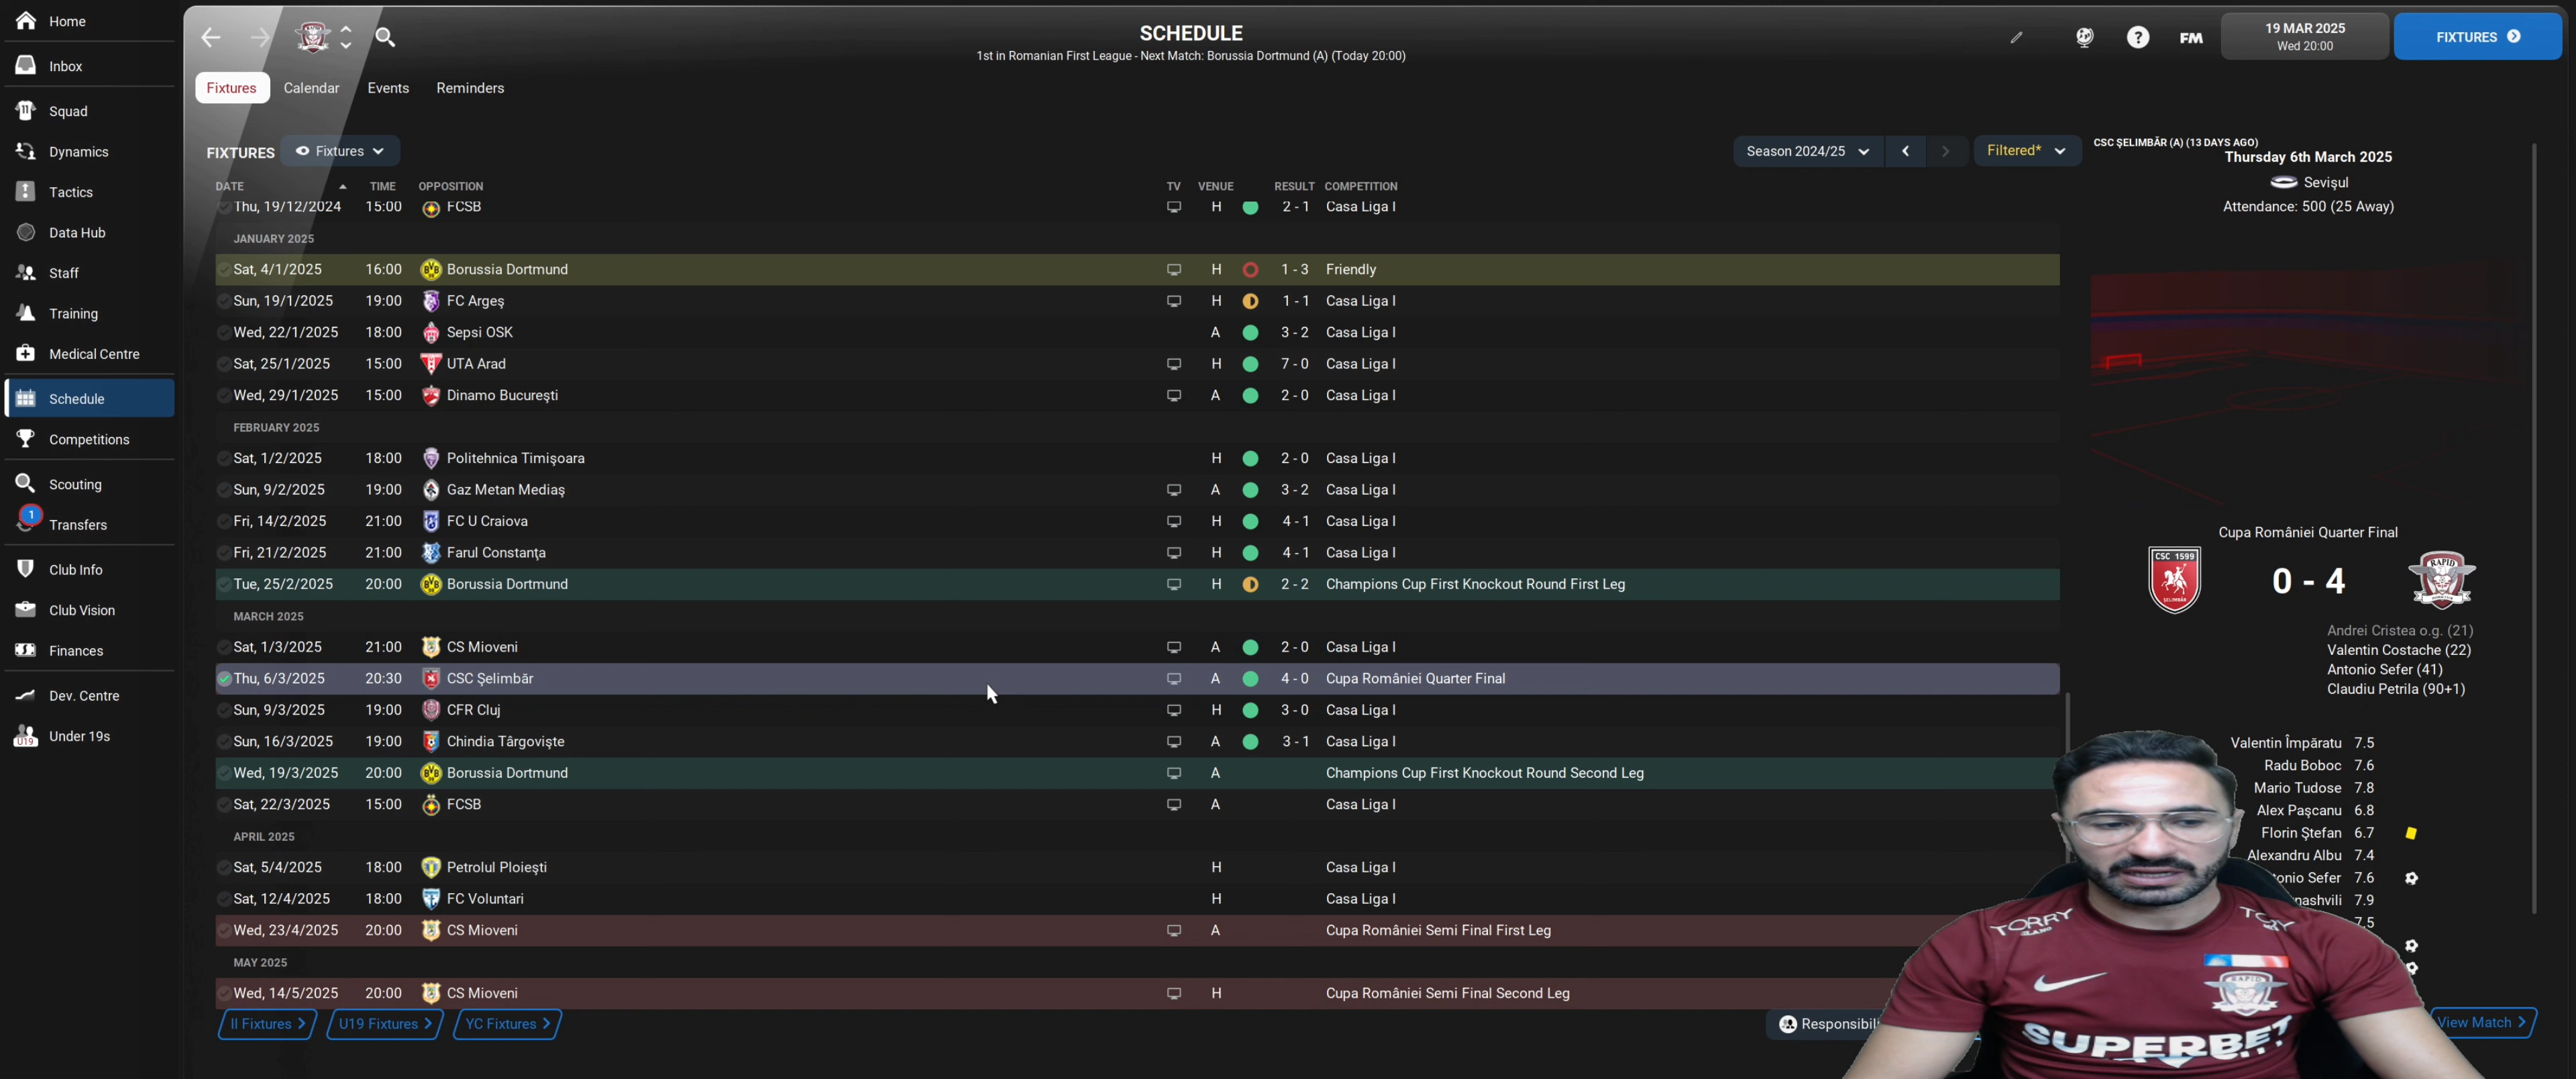 Home
Inbox
Squad
Dynamics
Tactics
Data Hub
Staff
Training
Medical Centre
Schedule
Competitions
Scouting
1
Transfers
Club Info
Club Vision
Finances
Dev. Centre
U19
Under 19s
SCHEDULE
1st in Romanian First League - Next Match: Borussia Dortmund (A) (Today 20:00)
FM
19 MAR 2025
Wed 20:00
FIXTURES
Fixtures Calendar Events Reminders
FIXTURES Fixtures Season 2024/25 Filtered*
DATE TIME OPPOSITION TV VENUE RESULT COMPETITION
Thu, 19/12/2024 15:00 FCSB H 2 - 1 Casa Liga I
JANUARY 2025
Sat, 4/1/2025 16:00 Borussia Dortmund H 1 - 3 Friendly
Sun, 19/1/2025 19:00 FC Argeş H 1 - 1 Casa Liga I
Wed, 22/1/2025 18:00 Sepsi OSK A 3 - 2 Casa Liga I
Sat, 25/1/2025 15:00 UTA Arad H 7 - 0 Casa Liga I
Wed, 29/1/2025 15:00 Dinamo Bucureşti A 2 - 0 Casa Liga I
FEBRUARY 2025
Sat, 1/2/2025 18:00 Politehnica Timişoara H 2 - 0 Casa Liga I
Sun, 9/2/2025 19:00 Gaz Metan Mediaş A 3 - 2 Casa Liga I
Fri, 14/2/2025 21:00 FC U Craiova H 4 - 1 Casa Liga I
Fri, 21/2/2025 21:00 Farul Constanţa H 4 - 1 Casa Liga I
Tue, 25/2/2025 20:00 Borussia Dortmund H 2 - 2 Champions Cup First Knockout Round First Leg
MARCH 2025
Sat, 1/3/2025 21:00 CS Mioveni A 2 - 0 Casa Liga I
Thu, 6/3/2025 20:30 CSC Şelimbăr A 4 - 0 Cupa României Quarter Final
Sun, 9/3/2025 19:00 CFR Cluj H 3 - 0 Casa Liga I
Sun, 16/3/2025 19:00 Chindia Târgovişte A 3 - 1 Casa Liga I
Wed, 19/3/2025 20:00 Borussia Dortmund A Champions Cup First Knockout Round Second Leg
Sat, 22/3/2025 15:00 FCSB A Casa Liga I
APRIL 2025
Sat, 5/4/2025 18:00 Petrolul Ploieşti H Casa Liga I
Sat, 12/4/2025 18:00 FC Voluntari H Casa Liga I
Wed, 23/4/2025 20:00 CS Mioveni A Cupa României Semi Final First Leg
MAY 2025
Wed, 14/5/2025 20:00 CS Mioveni H Cupa României Semi Final Second Leg
II Fixtures U19 Fixtures YC Fixtures Responsibil
CSC ŞELIMBĂR (A) (13 DAYS AGO)
Thursday 6th March 2025
Sevişul
Attendance: 500 (25 Away)
Cupa României Quarter Final
CSC 1599
ŞELIMBĂR
0 - 4
RAPID
Andrei Cristea o.g. (21)
Valentin Costache (22)
Antonio Sefer (41)
Claudiu Petrila (90+1)
Valentin Împăratu 7.5
Radu Boboc 7.6
Mario Tudose 7.8
Alex Paşcanu 6.8
Florin Ştefan 6.7
Alexandru Albu 7.4
tonio Sefer 7.6
nashvili 7.9
7.5
View Match
TORRY
RAPID
SUPERBET